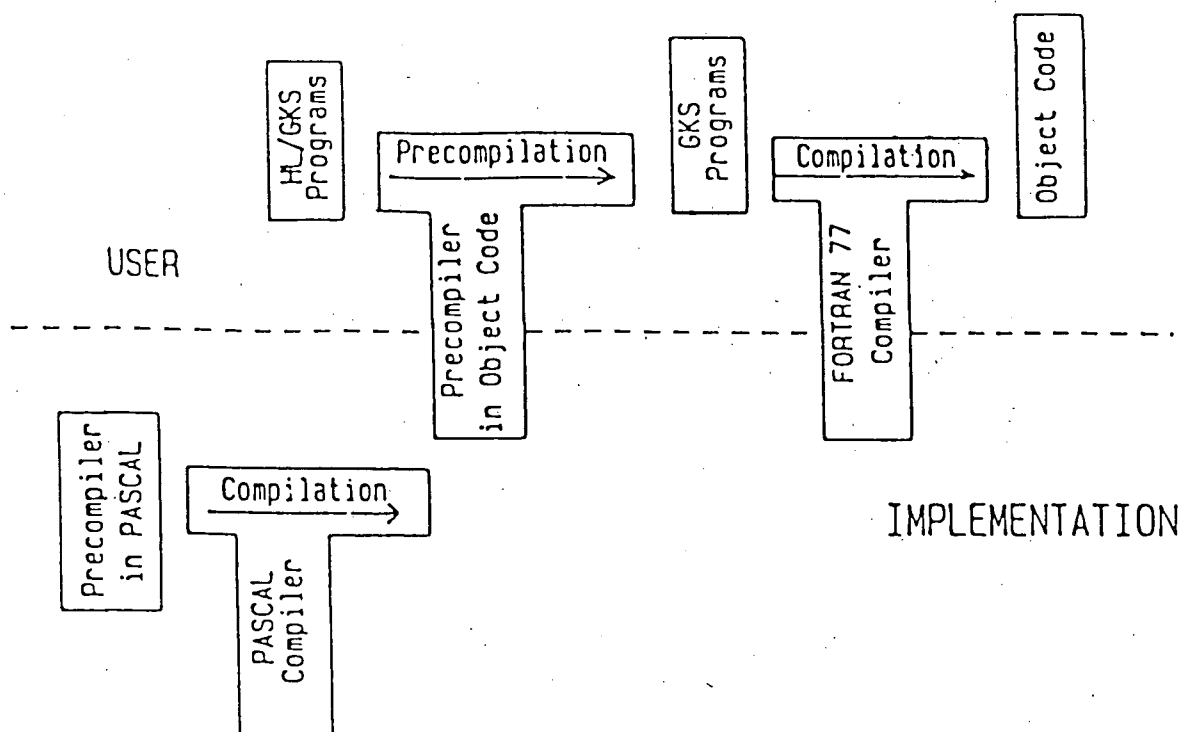 HL/GKS
Programs
Precompilation
GKS
Programs
Compilation
Object Code
USER
Precompiler
in Object Code
FORTRAN 77
Compiler
Precompiler
in PASCAL
Compilation
IMPLEMENTATION
PASCAL
Compiler